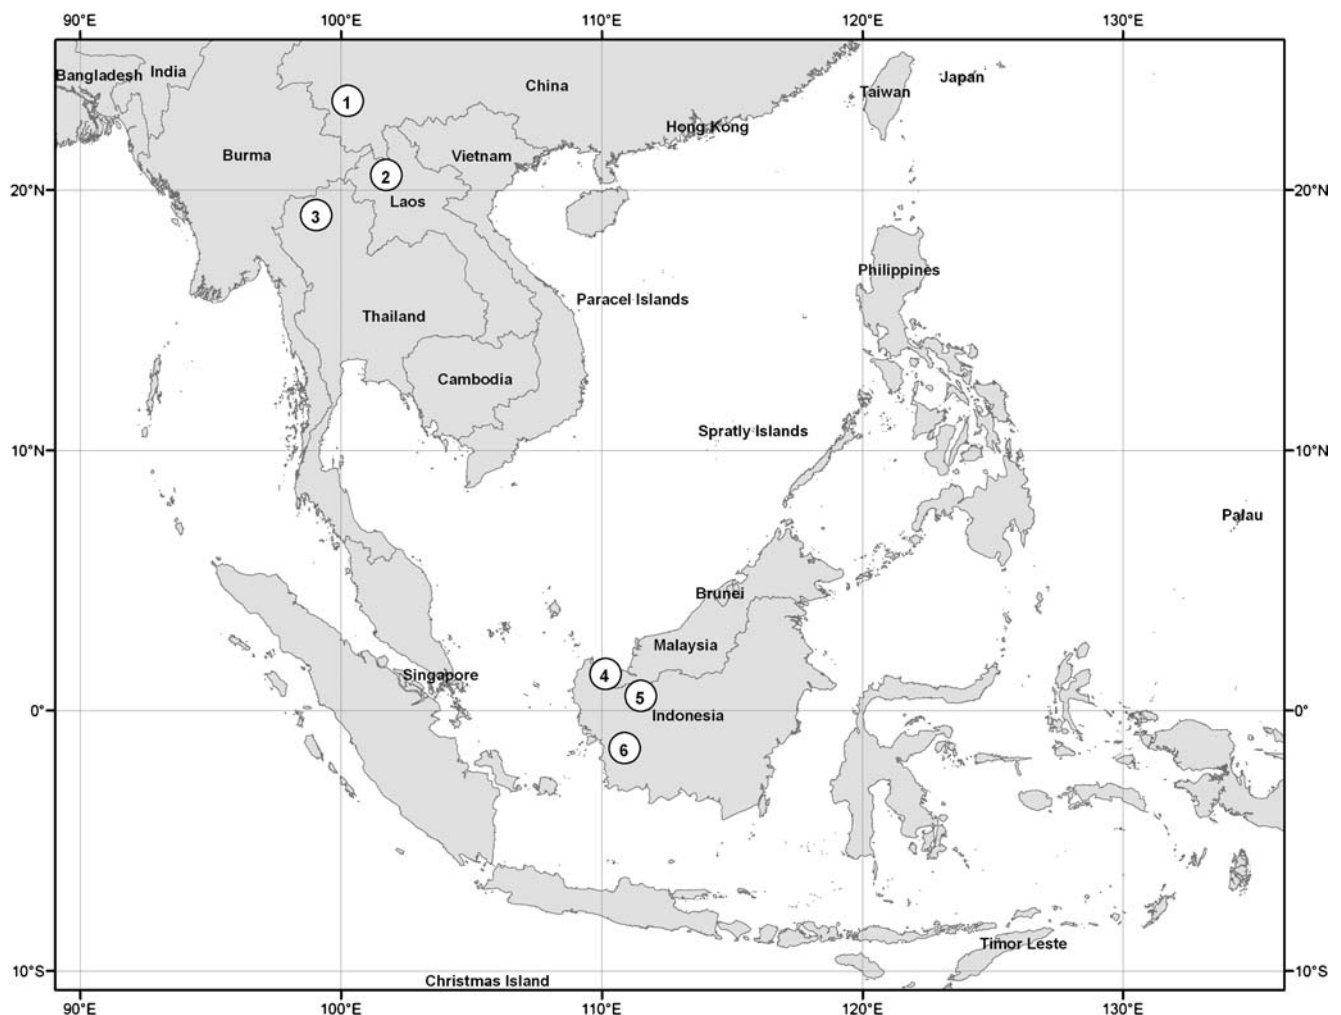 90°E 100°E 110°E 120°E 130°E
Bangladesh India China Taiwan Japan
1
Hong Kong
Burma Vietnam
2
20°N 20°N
Laos
3
Philippines
Paracel Islands
Thailand
Cambodia
Spratly Islands
10°N 10°N
Palau
Brunei
Malaysia
Singapore 4
5
0° Indonesia 0°
6
Timor Leste
10°S 10°S
Christmas Island
90°E 100°E 110°E 120°E 130°E